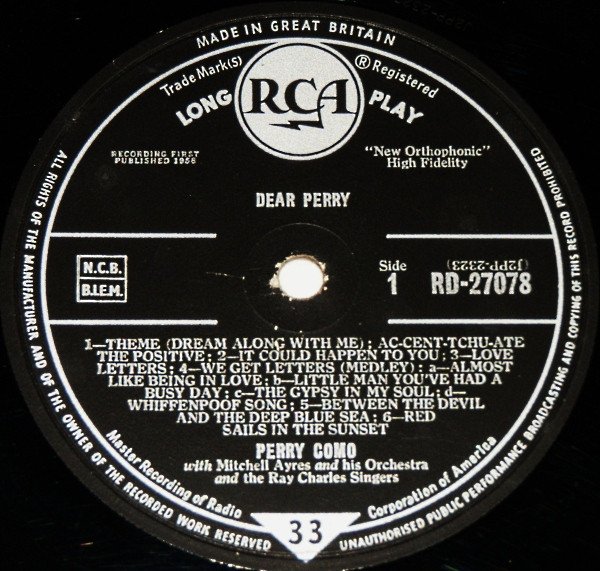 MADE IN GREAT BRITAIN
Trade Mark(S)
® Registered
LONG
RCA
PLAY
RECORDING FIRST
PUBLISHED 1958
"New Orthophonic"
High Fidelity
DEAR PERRY
N.C.B.
B.I.E.M.
Side
1
(J2PP-2323)
RD-27078
1—THEME (DREAM ALONG WITH ME) ; AC-CENT-TCHU-ATE
THE POSITIVE ; 2—IT COULD HAPPEN TO YOU ; 3—LOVE
LETTERS ; 4—WE GET LETTERS (MEDLEY) : a—ALMOST
LIKE BEING IN LOVE ; b—LITTLE MAN YOU'VE HAD A
BUSY DAY ; c—THE GYPSY IN MY SOUL ; d—
WHIFFENPOOF SONG ; 5—BETWEEN THE DEVIL
AND THE DEEP BLUE SEA ; 6—RED
SAILS IN THE SUNSET
PERRY COMO
with Mitchell Ayres and his Orchestra
and the Ray Charles Singers
Master Recording of Radio
Corporation of America
33
ALL RIGHTS OF THE MANUFACTURER AND OF THE OWNER OF THE RECORDED WORK RESERVED
UNAUTHORISED PUBLIC PERFORMANCE BROADCASTING AND COPYING OF THIS RECORD PROHIBITED